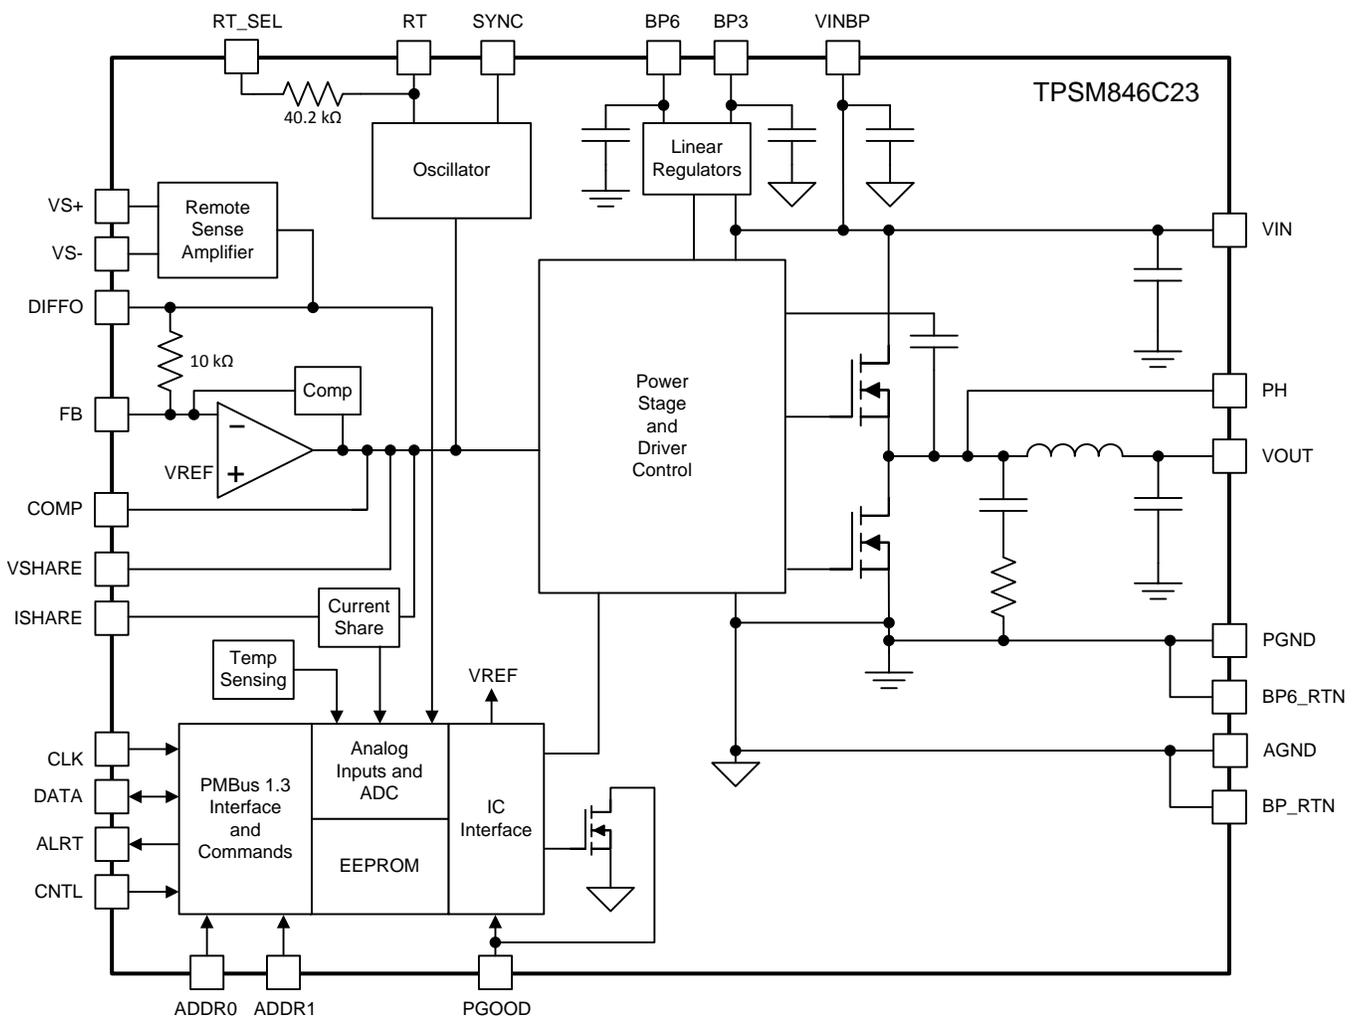 RT_SEL
RT
SYNC
BP6
BP3
VINBP
TPSM846C23
40.2 kΩ
Oscillator
Linear
Regulators
VS+
VS-
Remote
Sense
Amplifier
VIN
DIFFO
10 kΩ
FB
Comp
VREF
Power
Stage
and
Driver
Control
PH
VOUT
COMP
VSHARE
ISHARE
Current
Share
Temp
Sensing
VREF
PGND
BP6_RTN
AGND
BP_RTN
CLK
DATA
ALRT
CNTL
PMBus 1.3
Interface
and
Commands
Analog
Inputs and
ADC
EEPROM
IC
Interface
ADDR0
ADDR1
PGOOD